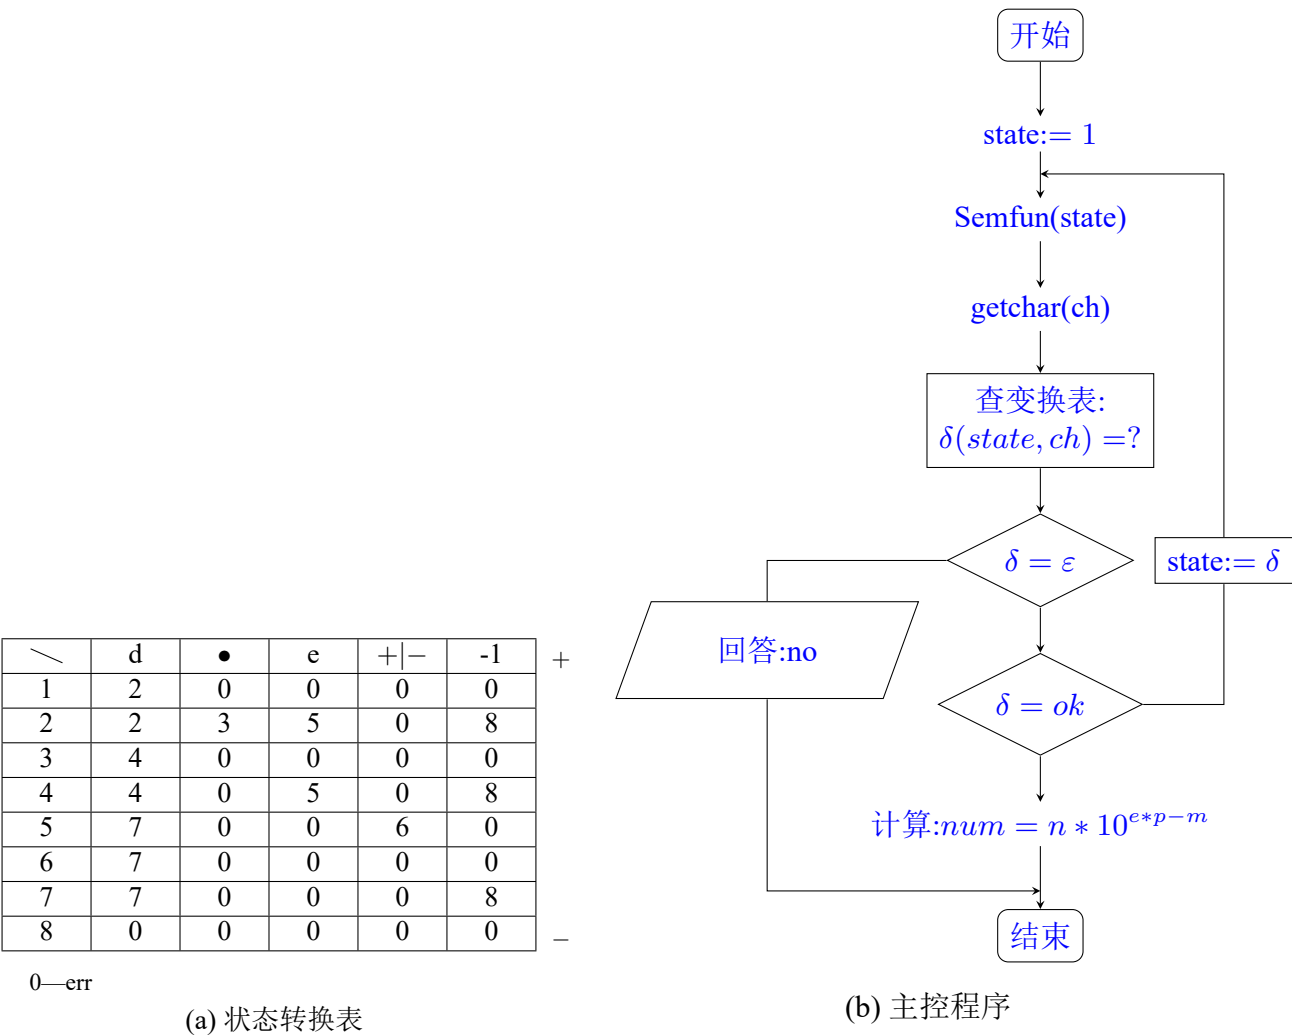 开始
state:= 1
Semfun(state)
getchar(ch)
查变换表:
δ(state, ch) =?
δ = ε
state:= δ
回答:no
δ = ok
计算:num = n * 10^{e*p−m}
结束
(b) 主控程序
╲ d • e +|− -1 +
1 2 0 0 0 0
2 2 3 5 0 8
3 4 0 0 0 0
4 4 0 5 0 8
5 7 0 0 6 0
6 7 0 0 0 0
7 7 0 0 0 8
8 0 0 0 0 0 −
0—err
(a) 状态转换表